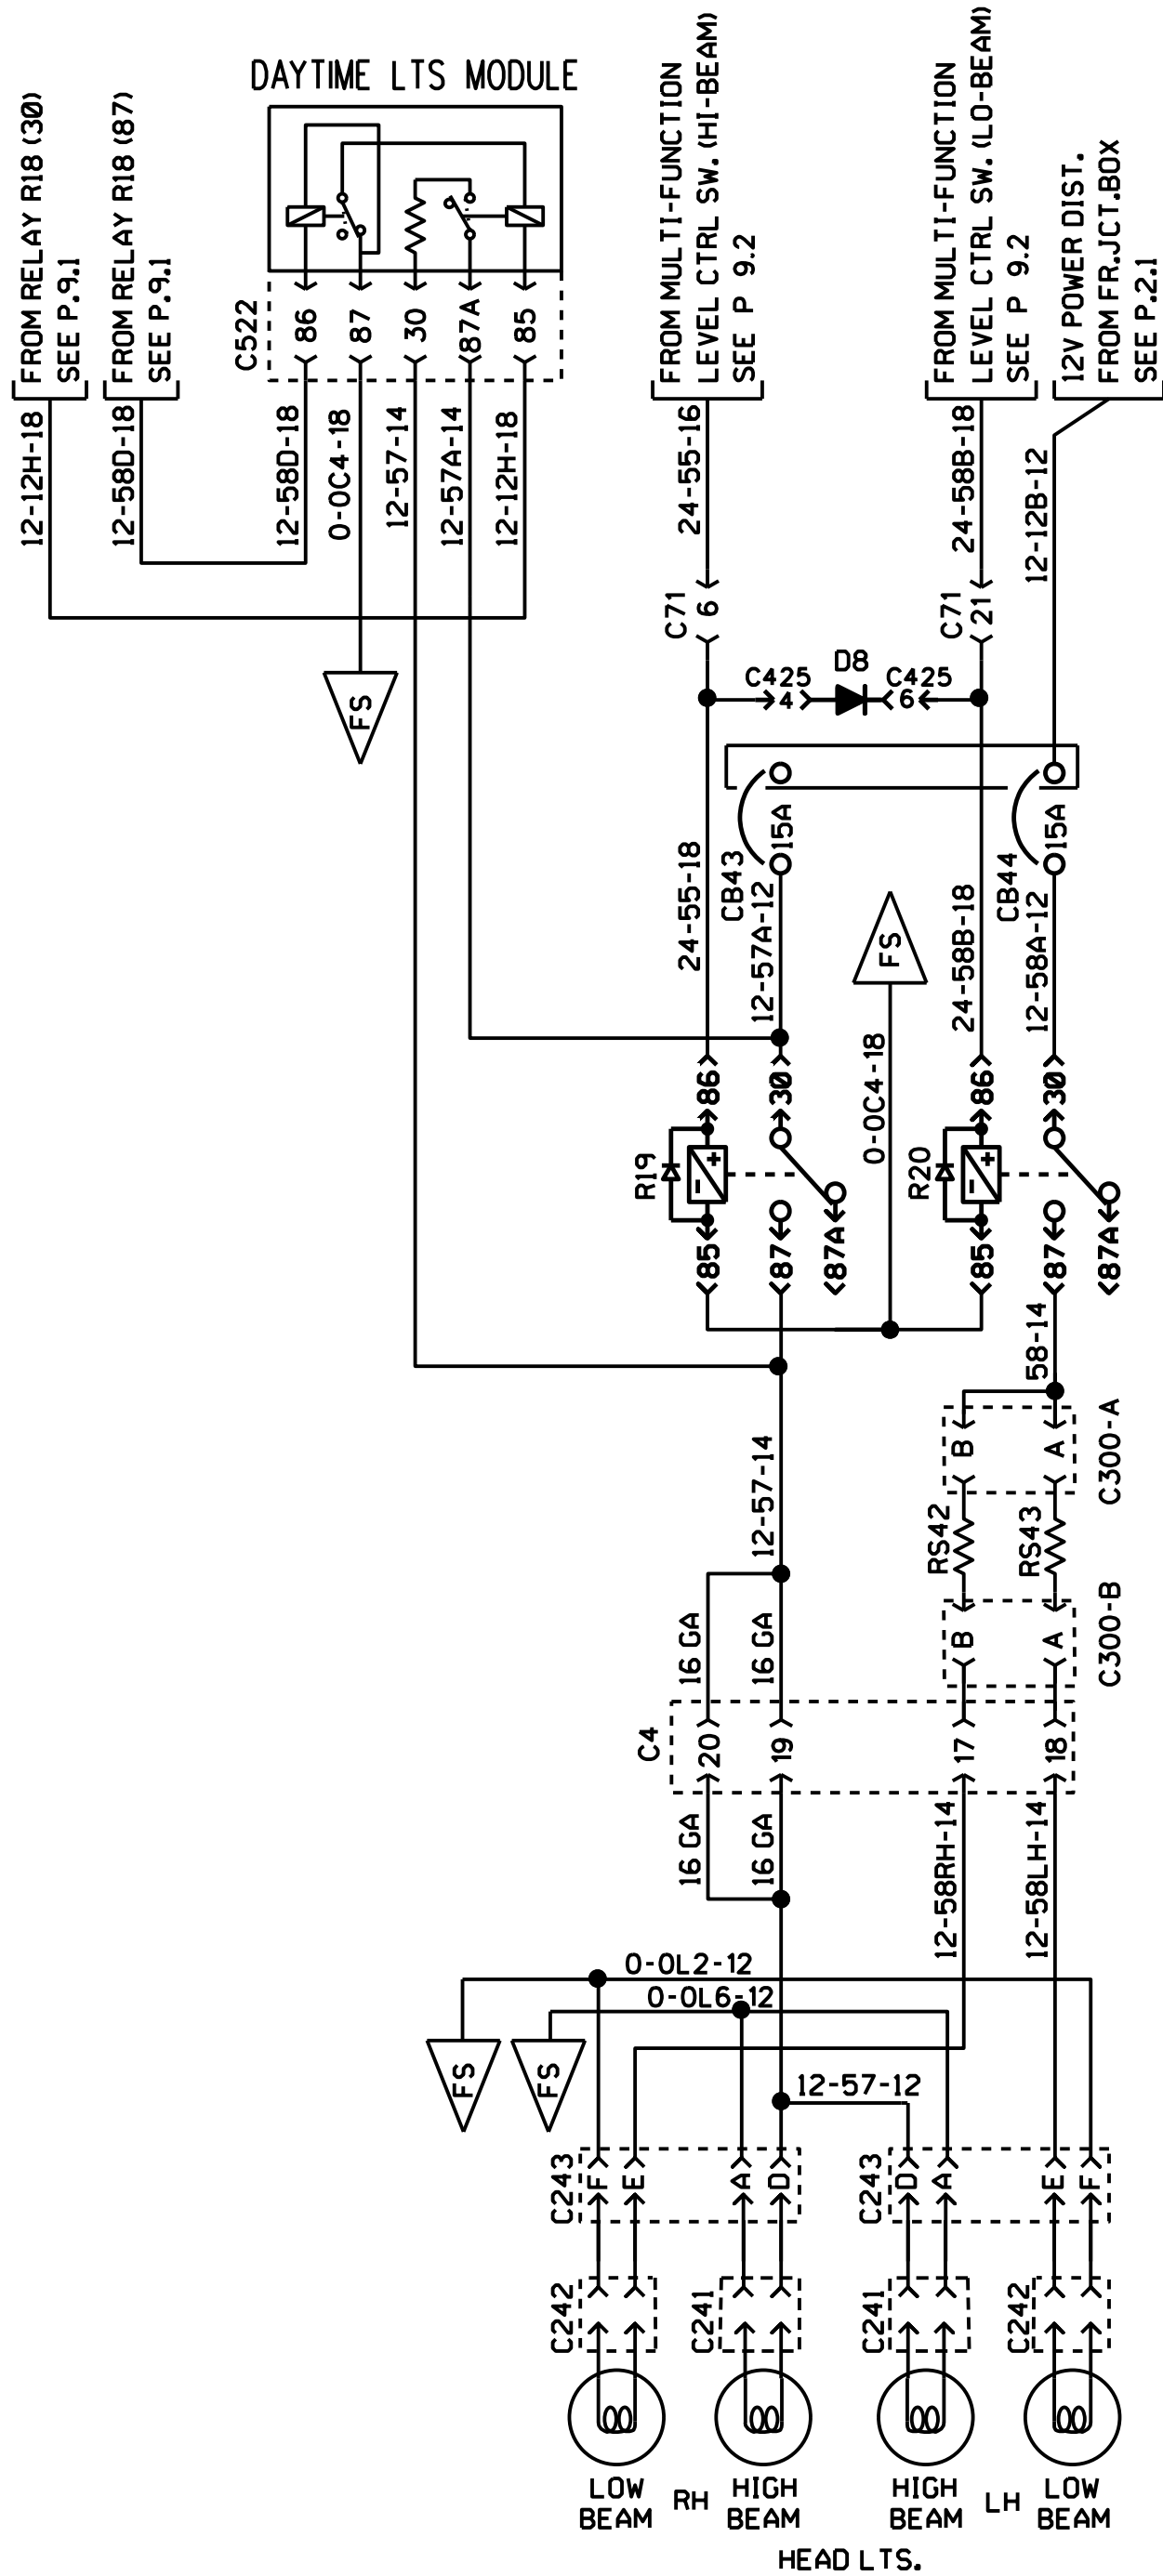 DAYTIME LTS MODULE
FROM RELAY R18 (30)
SEE P.9.1
FROM RELAY R18 (87)
SEE P.9.1
FROM MULTI-FUNCTION
LEVEL CTRL SW. (HI-BEAM)
SEE P 9.2
FROM MULTI-FUNCTION
LEVEL CTRL SW. (LO-BEAM)
SEE P 9.2
12V POWER DIST.
FROM FR.JCT.BOX
SEE P.2.1
C522
86
87
30
87A
85
12-12H-18
12-58D-18
12-58D-18
0-0C4-18
12-57-14
12-57A-14
12-12H-18
24-55-16
24-58B-18
12-12B-12
C71
6
C71
21
FS
C425
4
D8
C425
6
15A
CB43
15A
CB44
24-55-18
12-57A-12
FS
24-58B-18
12-58A-12
0-0C4-18
86
30
86
30
R19
R20
85
87
87A
85
87
87A
58-14
12-57-14
B
A
C300-A
RS42
RS43
B
A
C300-B
16 GA
16 GA
C4
20
19
17
18
16 GA
16 GA
12-58RH-14
12-58LH-14
0-0L2-12
0-0L6-12
FS
FS
12-57-12
C243
F
E
A
D
C243
D
A
E
F
C242
C241
C241
C242
LOW
BEAM
RH
HIGH
BEAM
HIGH
BEAM
LH
LOW
BEAM
HEAD LTS.